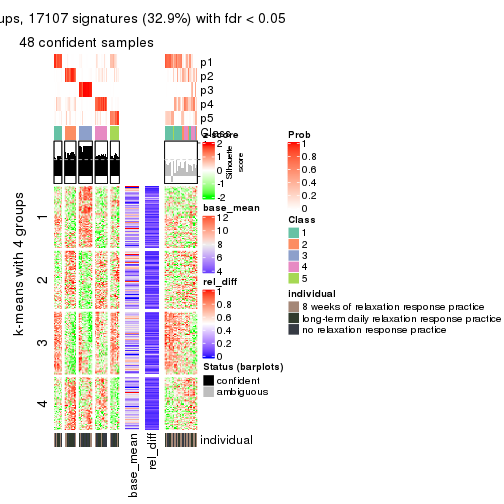 ups, 17107 signatures (32.9%) with fdr < 0.05
48 confident samples
p1
p2
p3
p4
p5
Class
1
2
3
4
k-means with 4 groups
base_mean
rel_diff
individual
z-score
2
1
0
-1
-2
Silhouette
score
base_mean
12
10
8
6
4
rel_diff
1
0.8
0.6
0.4
0.2
0
Status (barplots)
confident
ambiguous
Prob
1
0.8
0.6
0.4
0.2
0
Class
1
2
3
4
5
individual
8 weeks of relaxation response practice
long-term daily relaxation response practice
no relaxation response practice